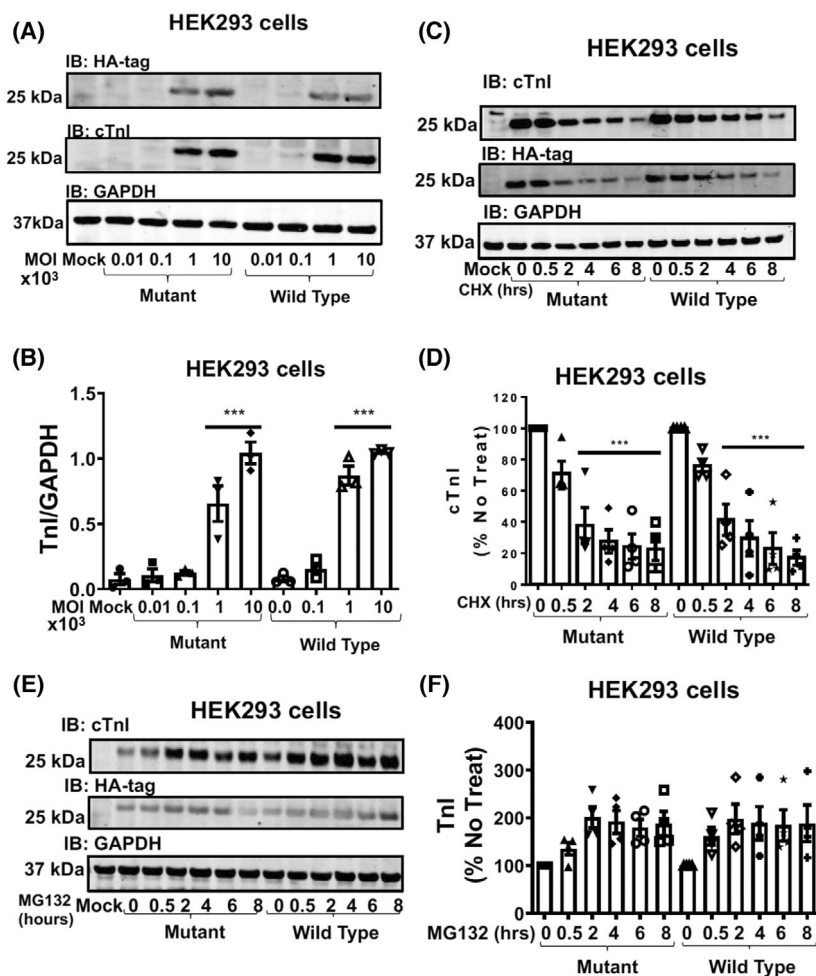 (A)
HEK293 cells
IB: HA-tag
25 kDa
IB: cTnI
25 kDa
IB: GAPDH
37kDa
MOI Mock 0.01 0.1 1 10 0.01 0.1 1 10
x10³
Mutant Wild Type
(B)
HEK293 cells
***
***
TnI/GAPDH
1.5
1.0
0.5
0.0
MOI Mock 0.01 0.1 1 10 0.0 0.1 1 10
x10³
Mutant Wild Type
(C)
HEK293 cells
IB: cTnI
25 kDa
IB: HA-tag
25 kDa
IB: GAPDH
37 kDa
Mock 0 0.5 2 4 6 8 0 0.5 2 4 6 8
CHX (hrs)
Mutant Wild Type
(D)
HEK293 cells
***
***
cTnI
(% No Treat)
120
100
80
60
40
20
0
CHX (hrs) 0 0.5 2 4 6 8 0 0.5 2 4 6 8
Mutant Wild Type
(E)
HEK293 cells
IB: cTnI
25 kDa
IB: HA-tag
25 kDa
IB: GAPDH
37 kDa
MG132 Mock 0 0.5 2 4 6 8 0 0.5 2 4 6 8
(hours)
Mutant Wild Type
(F)
HEK293 cells
TnI
(% No Treat)
400
300
200
100
0
MG132 (hrs) 0 0.5 2 4 6 8 0 0.5 2 4 6 8
Mutant Wild Type